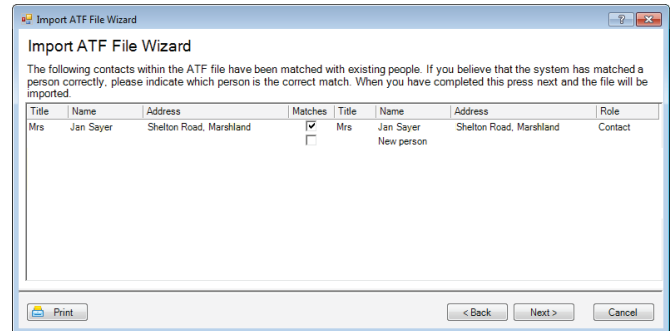 Import ATF File Wizard
Import ATF File Wizard
The following contacts within the ATF file have been matched with existing people. If you believe that the system has matched a
person correctly, please indicate which person is the correct match. When you have completed this press next and the file will be
imported.
Title Name Address Matches Title Name Address Role
Mrs Jan Sayer Shelton Road, Marshland Mrs Jan Sayer Shelton Road, Marshland Contact
New person
Print < Back Next > Cancel